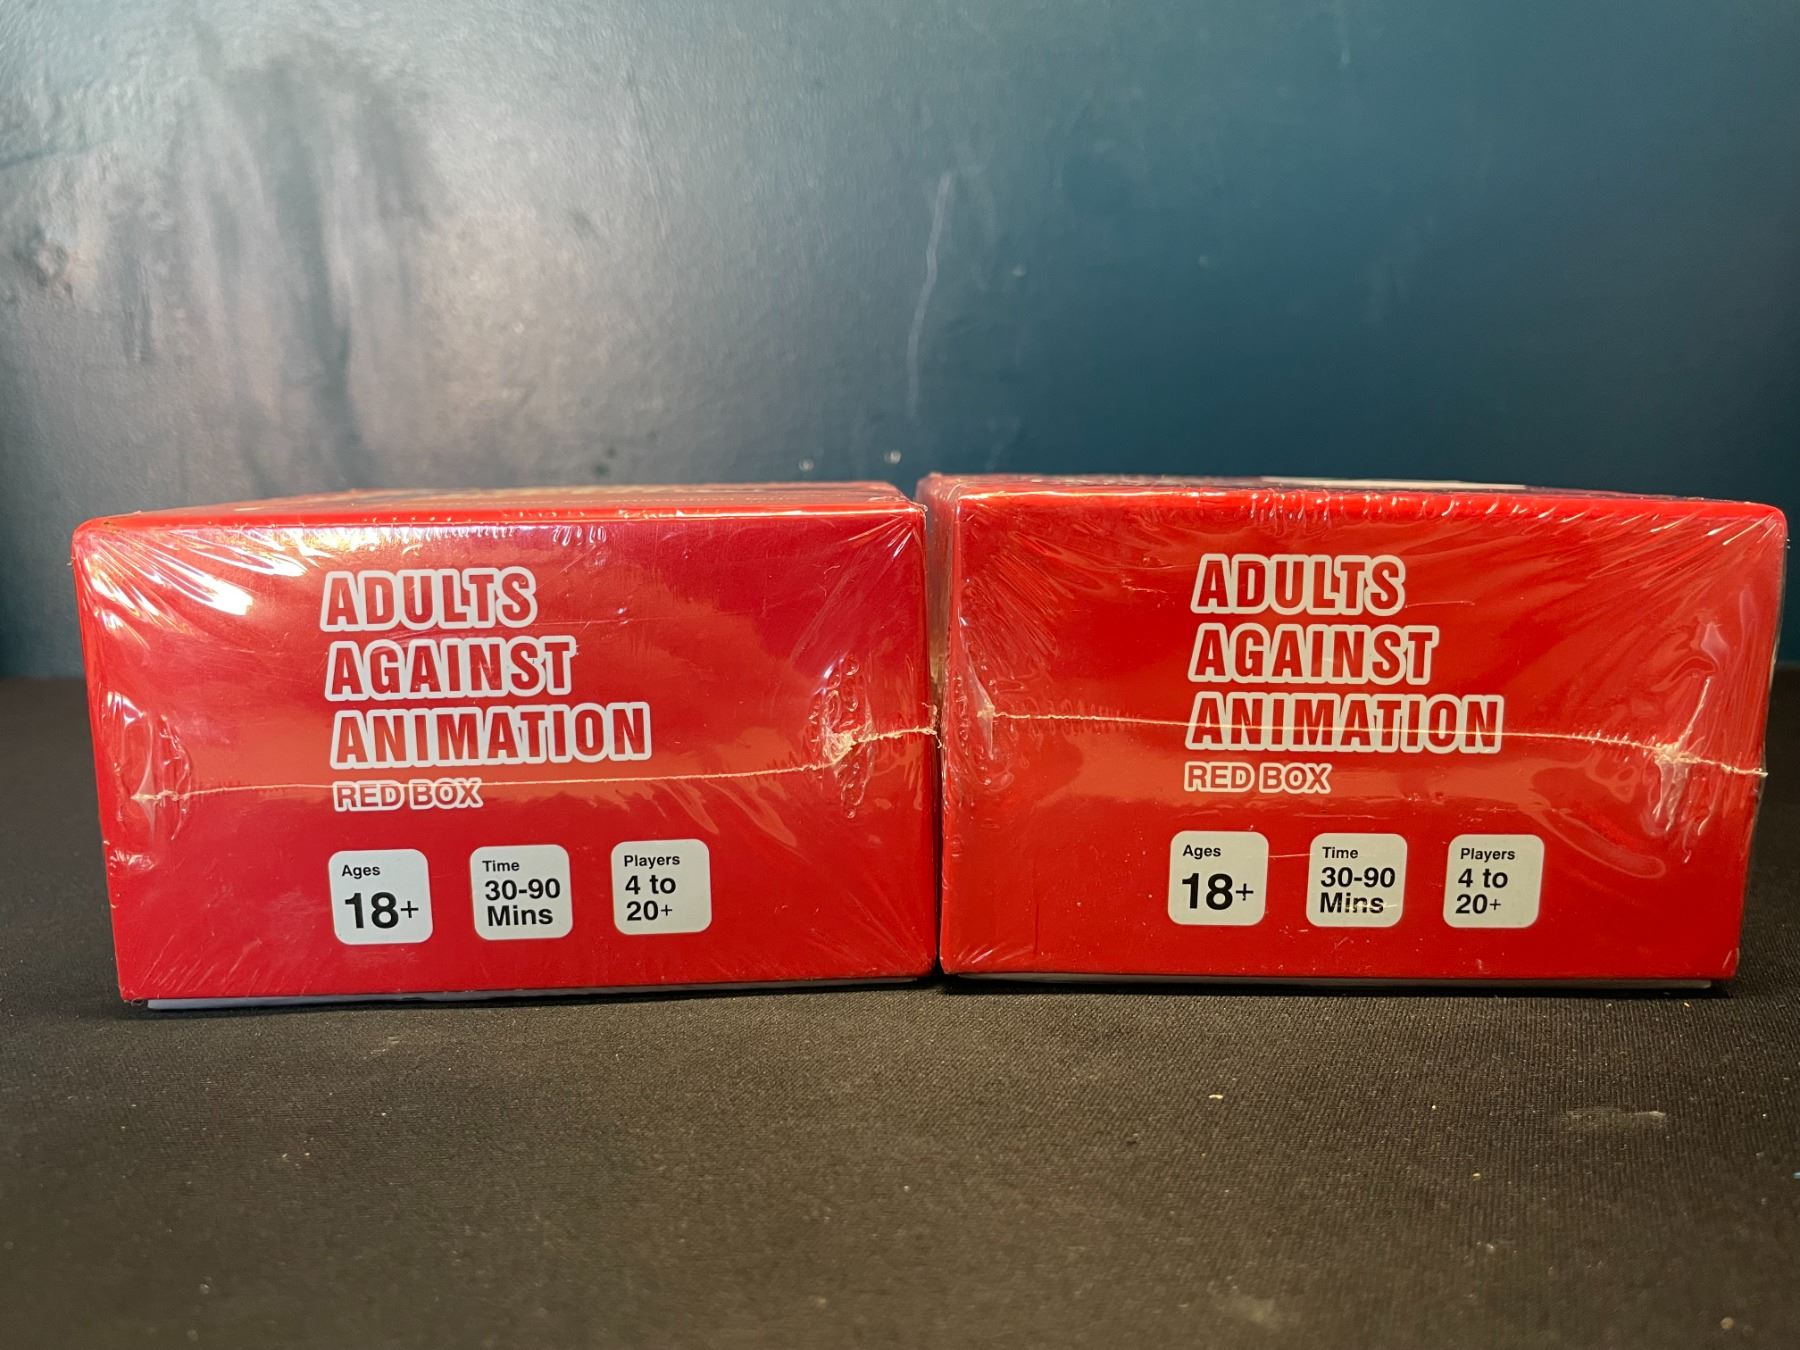 ADULTS
AGAINST
ANIMATION
RED BOX
Ages
18+
Time
30-90
Mins
Players
4 to
20+
ADULTS
AGAINST
ANIMATION
RED BOX
Ages
18+
Time
30-90
Mins
Players
4 to
20+